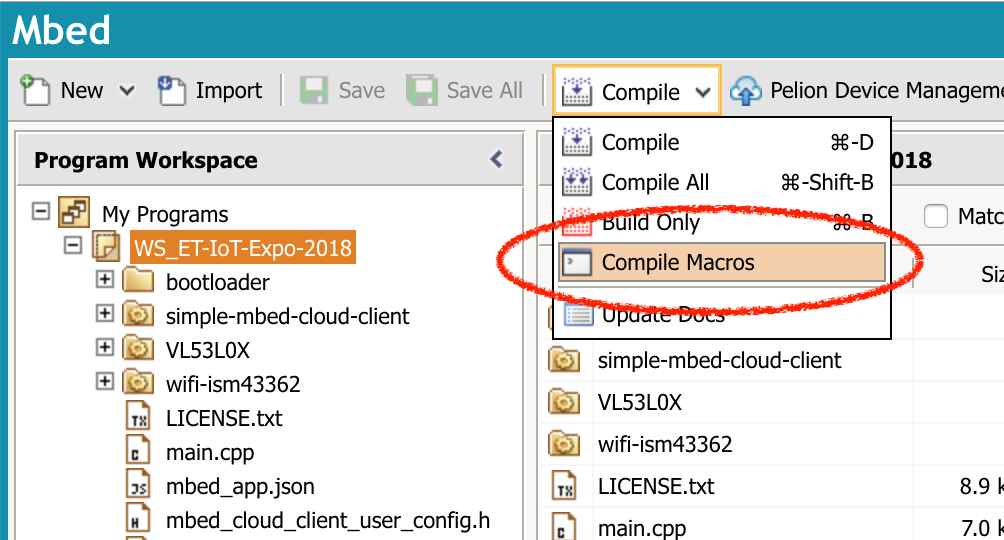 Mbed
New
Import
Save
Save All
Compile
Pelion Device Manageme
Compile ⌘-D
Compile All ⌘-Shift-B
Build Only ⌘-B
Compile Macros
Update Docs
Program Workspace
My Programs
WS_ET-IoT-Expo-2018
bootloader
simple-mbed-cloud-client
VL53L0X
wifi-ism43362
LICENSE.txt
main.cpp
mbed_app.json
mbed_cloud_client_user_config.h
018
Matc
Siz
simple-mbed-cloud-client
VL53L0X
wifi-ism43362
LICENSE.txt 8.9 k
main.cpp 7.0 k